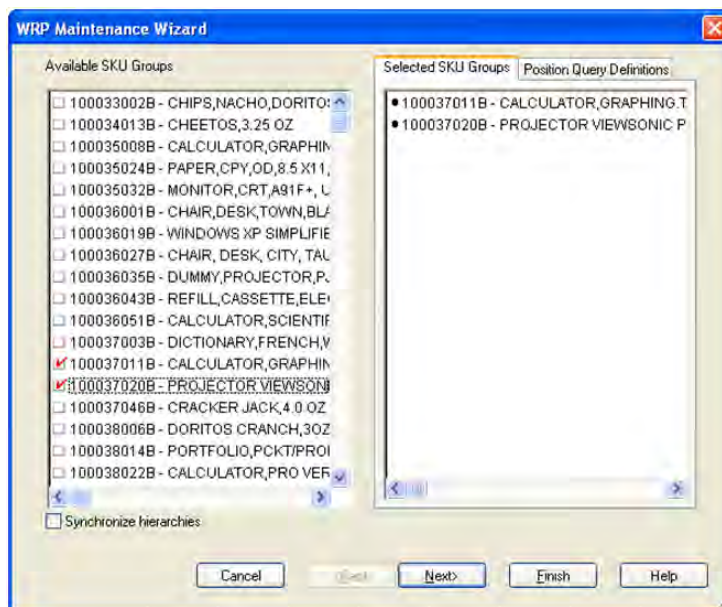 WRP Maintenance Wizard
Available SKU Groups
100033002B - CHIPS,NACHO,DORITO
100034013B - CHEETOS,3.25 OZ
100035008B - CALCULATOR,GRAPHIN
100035024B - PAPER,CPY,OD,8.5 X11,
100035032B - MONITOR,CRT,A91F+, U
100036001B - CHAIR,DESK,TOWN,BLA
100036019B - WINDOWS XP SIMPLIFIE
100036027B - CHAIR, DESK, CITY, TAU
100036035B - DUMMY,PROJECTOR,P
100036043B - REFILL,CASSETTE,ELE
100036051B - CALCULATOR,SCIENTIF
100037003B - DICTIONARY,FRENCH,W
100037011B - CALCULATOR,GRAPHIN
100037020B - PROJECTOR VIEWSONI
100037046B - CRACKER JACK,4.0 OZ
100038006B - DORITOS CRANCH,3OZ
100038014B - PORTFOLIO,PCKT/PROI
100038022B - CALCULATOR,PRO VER
Synchronize hierarchies
Selected SKU Groups
Position Query Definitions
100037011B - CALCULATOR,GRAPHING T
100037020B - PROJECTOR VIEWSONIC P
Cancel
Next>
Finish
Help